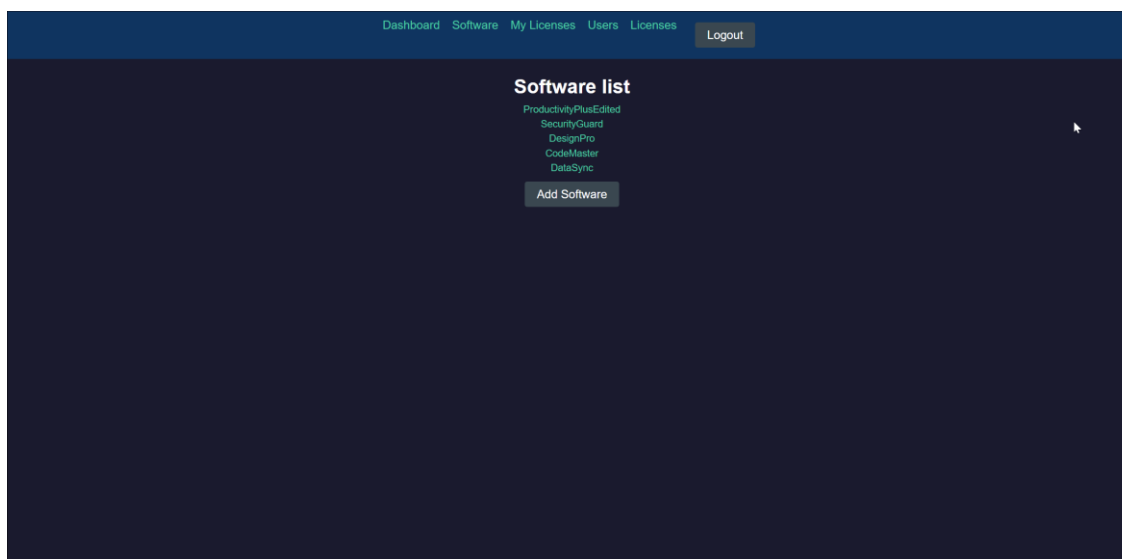 Dashboard Software My Licenses Users Licenses Logout
Software list
ProductivityPlusEdited
SecurityGuard
DesignPro
CodeMaster
DataSync
Add Software